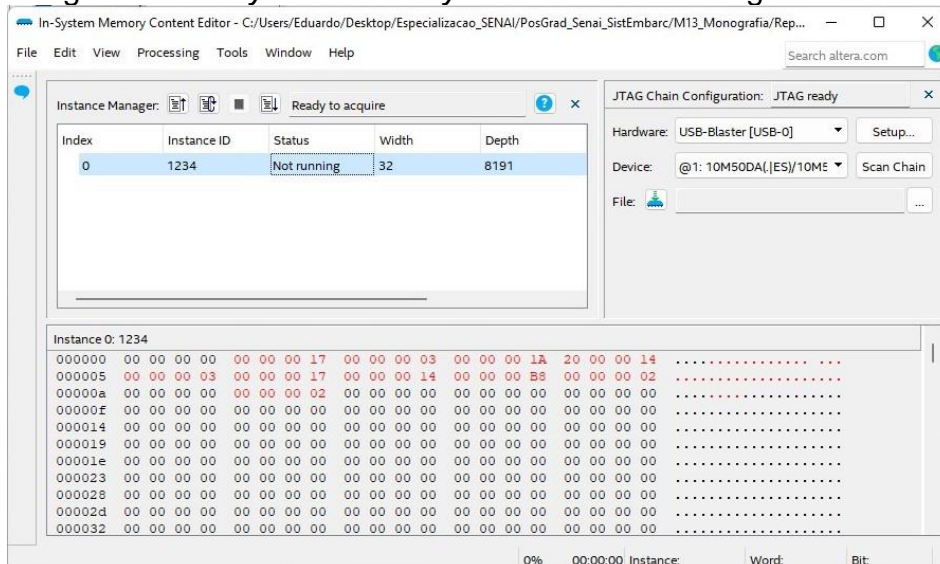 In-System Memory Content Editor - C:/Users/Eduardo/Desktop/Especializacao_SENAI/PosGrad_Senai_SistEmbarc/M13_Monografia/Rep...
File Edit View Processing Tools Window Help
Search altera.com
Instance Manager: Ready to acquire
JTAG Chain Configuration: JTAG ready
Index Instance ID Status Width Depth
0 1234 Not running 32 8191
Hardware: USB-Blaster [USB-0] Setup...
Device: @1: 10M50DA(.|ES)/10M5 Scan Chain
File: ...
Instance 0: 1234
000000 00 00 00 00 00 00 00 17 00 00 00 03 00 00 00 1A 20 00 00 14 ................ ...
000005 00 00 00 03 00 00 00 17 00 00 00 14 00 00 00 B8 00 00 00 02 ....................
00000a 00 00 00 00 00 00 00 02 00 00 00 00 00 00 00 00 00 00 00 00 ....................
00000f 00 00 00 00 00 00 00 00 00 00 00 00 00 00 00 00 00 00 00 00 ....................
000014 00 00 00 00 00 00 00 00 00 00 00 00 00 00 00 00 00 00 00 00 ....................
000019 00 00 00 00 00 00 00 00 00 00 00 00 00 00 00 00 00 00 00 00 ....................
00001e 00 00 00 00 00 00 00 00 00 00 00 00 00 00 00 00 00 00 00 00 ....................
000023 00 00 00 00 00 00 00 00 00 00 00 00 00 00 00 00 00 00 00 00 ....................
000028 00 00 00 00 00 00 00 00 00 00 00 00 00 00 00 00 00 00 00 00 ....................
00002d 00 00 00 00 00 00 00 00 00 00 00 00 00 00 00 00 00 00 00 00 ....................
000032 00 00 00 00 00 00 00 00 00 00 00 00 00 00 00 00 00 00 00 00 ....................
0% 00:00:00 Instance: Word: Bit: